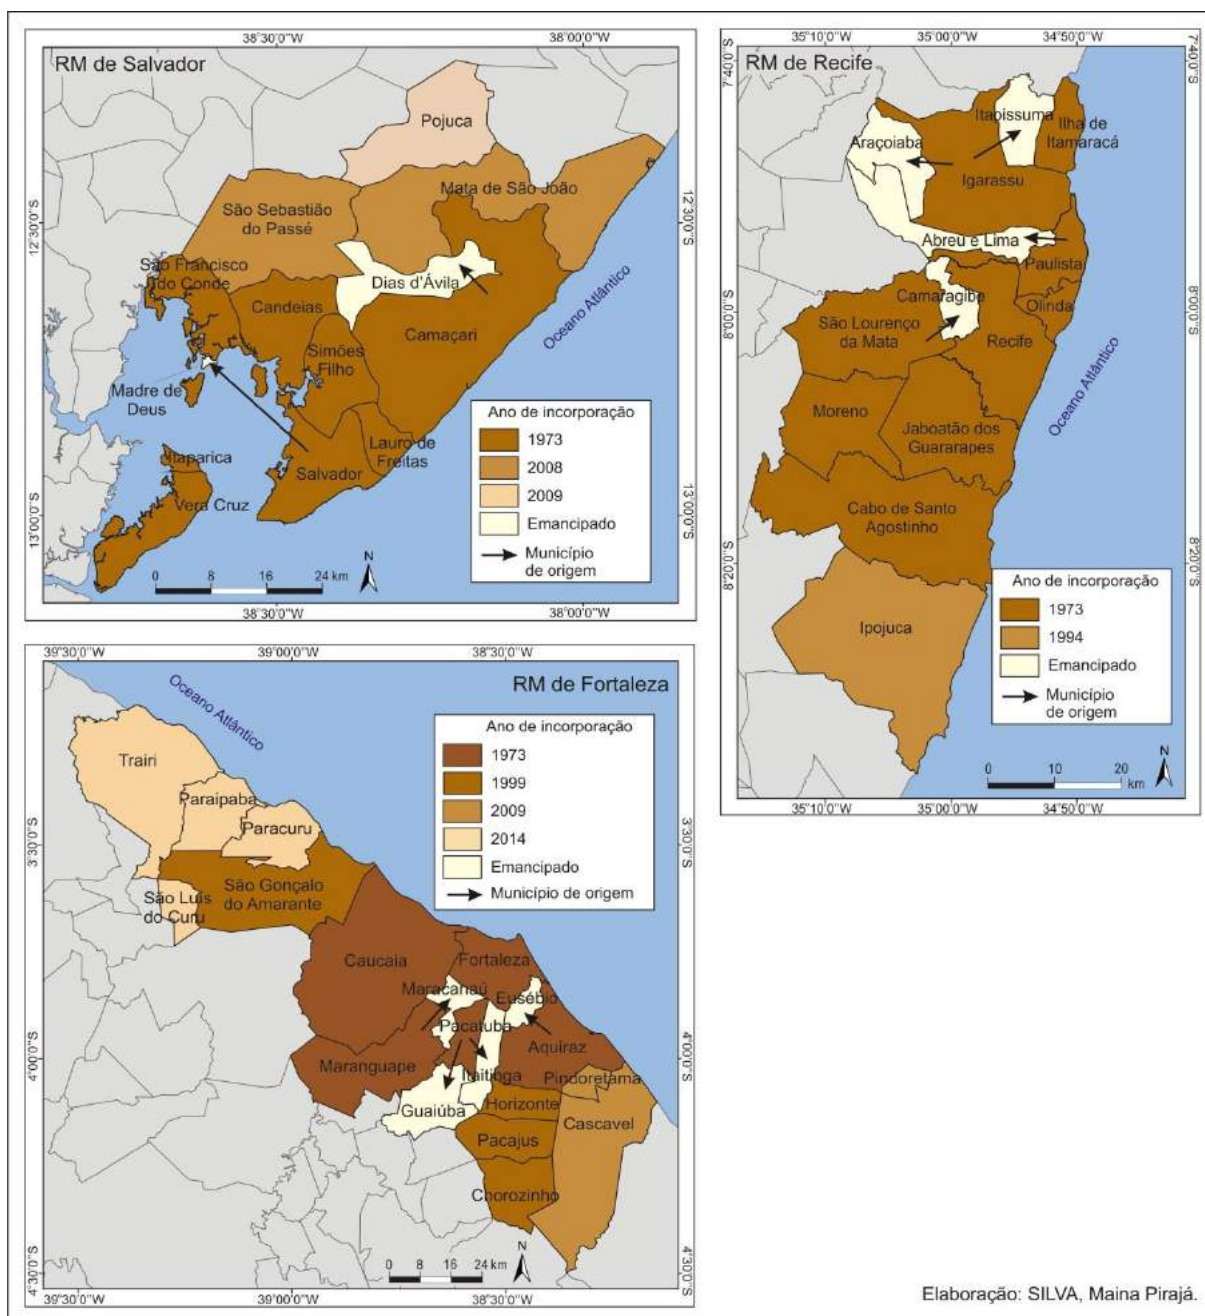 RM de Salvador
38°30'0"W
38°00'0"W
Pojuca
Mata de São João
São Sebastião
do Passé
12°30'0"S
12°30'0"S
São Francisco
do Conde
Dias d'Ávila
Candeias
Camaçari
Simões
Filho
Oceano Atlântico
Madre de
Deus
Lauro de
Freitas
Salvador
Itaparica
Vera Cruz
13°00'0"S
13°00'0"S
Ano de incorporação
1973
2008
2009
Emancipado
Município
de origem
N
0 8 16 24 km
38°30'0"W
38°00'0"W
RM de Recife
35°10'0"W
35°00'0"W
34°50'0"W
7°40'0"S
7°40'0"S
Itapissuma
Araçoiaba
Ilha de
Itamaracá
Igarassu
Abreu e Lima
Paulista
Camaragibe
Olinda
8°00'0"S
8°00'0"S
São Lourenço
da Mata
Recife
Oceano Atlântico
Moreno
Jaboatão dos
Guararapes
Cabo de Santo
Agostinho
8°20'0"S
8°20'0"S
Ipojuca
Ano de incorporação
1973
1994
Emancipado
Município
de origem
N
0 10 20
km
35°10'0"W
35°00'0"W
34°50'0"W
39°30'0"W
39°00'0"W
38°30'0"W
RM de Fortaleza
Oceano Atlântico
Ano de incorporação
1973
1999
2009
2014
Emancipado
Município de origem
Trairi
Paraipaba
Paracuru
3°30'0"S
3°30'0"S
São Gonçalo
do Amarante
São Luís
do Curu
Caucaia
Fortaleza
Maracanaú
Eusébio
Pacatuba
Aquiraz
4°00'0"S
4°00'0"S
Maranguape
Itaitinga
Pindoretama
Guaiúba
Horizonte
Cascavel
Pacajus
Chorozinho
N
0 8 16 24 km
4°30'0"S
4°30'0"S
39°30'0"W
39°00'0"W
38°30'0"W
Elaboração: SILVA, Maina Pirajá.